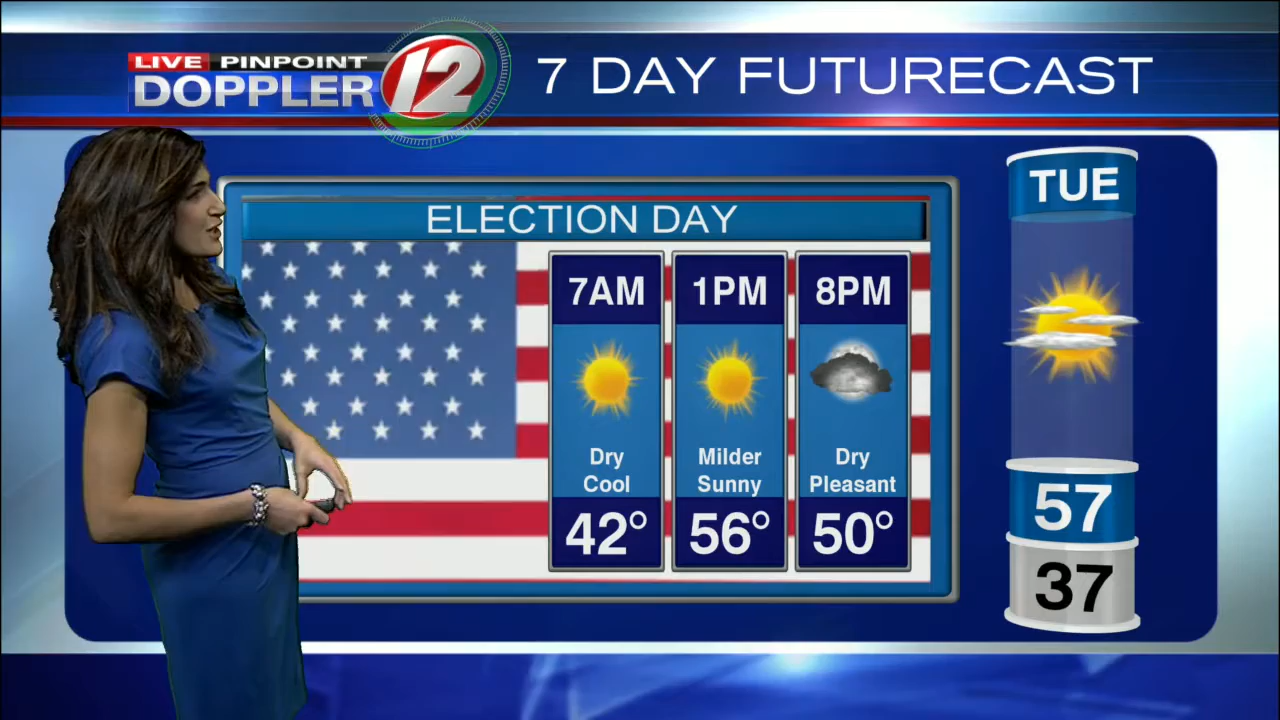 LIVE PINPOINT
DOPPLER 12
7 DAY FUTURECAST
ELECTION DAY
7AM
Dry
Cool
42°
1PM
Milder
Sunny
56°
8PM
Dry
Pleasant
50°
TUE
57
37